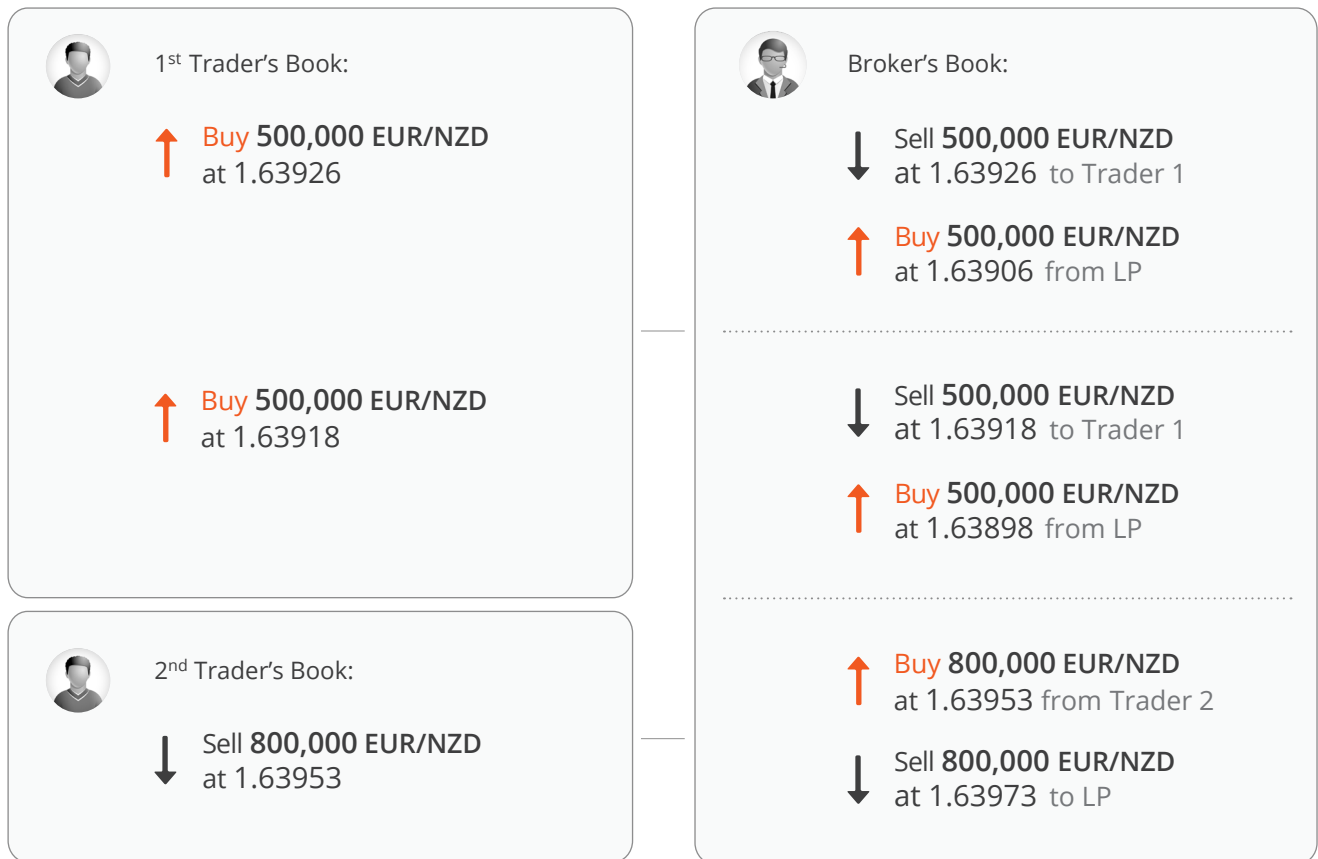 1st Trader’s Book:
Buy 500,000 EUR/NZD
at 1.63926
Buy 500,000 EUR/NZD
at 1.63918
2nd Trader’s Book:
Sell 800,000 EUR/NZD
at 1.63953
Broker’s Book:
Sell 500,000 EUR/NZD
at 1.63926 to Trader 1
Buy 500,000 EUR/NZD
at 1.63906 from LP
Sell 500,000 EUR/NZD
at 1.63918 to Trader 1
Buy 500,000 EUR/NZD
at 1.63898 from LP
Buy 800,000 EUR/NZD
at 1.63953 from Trader 2
Sell 800,000 EUR/NZD
at 1.63973 to LP